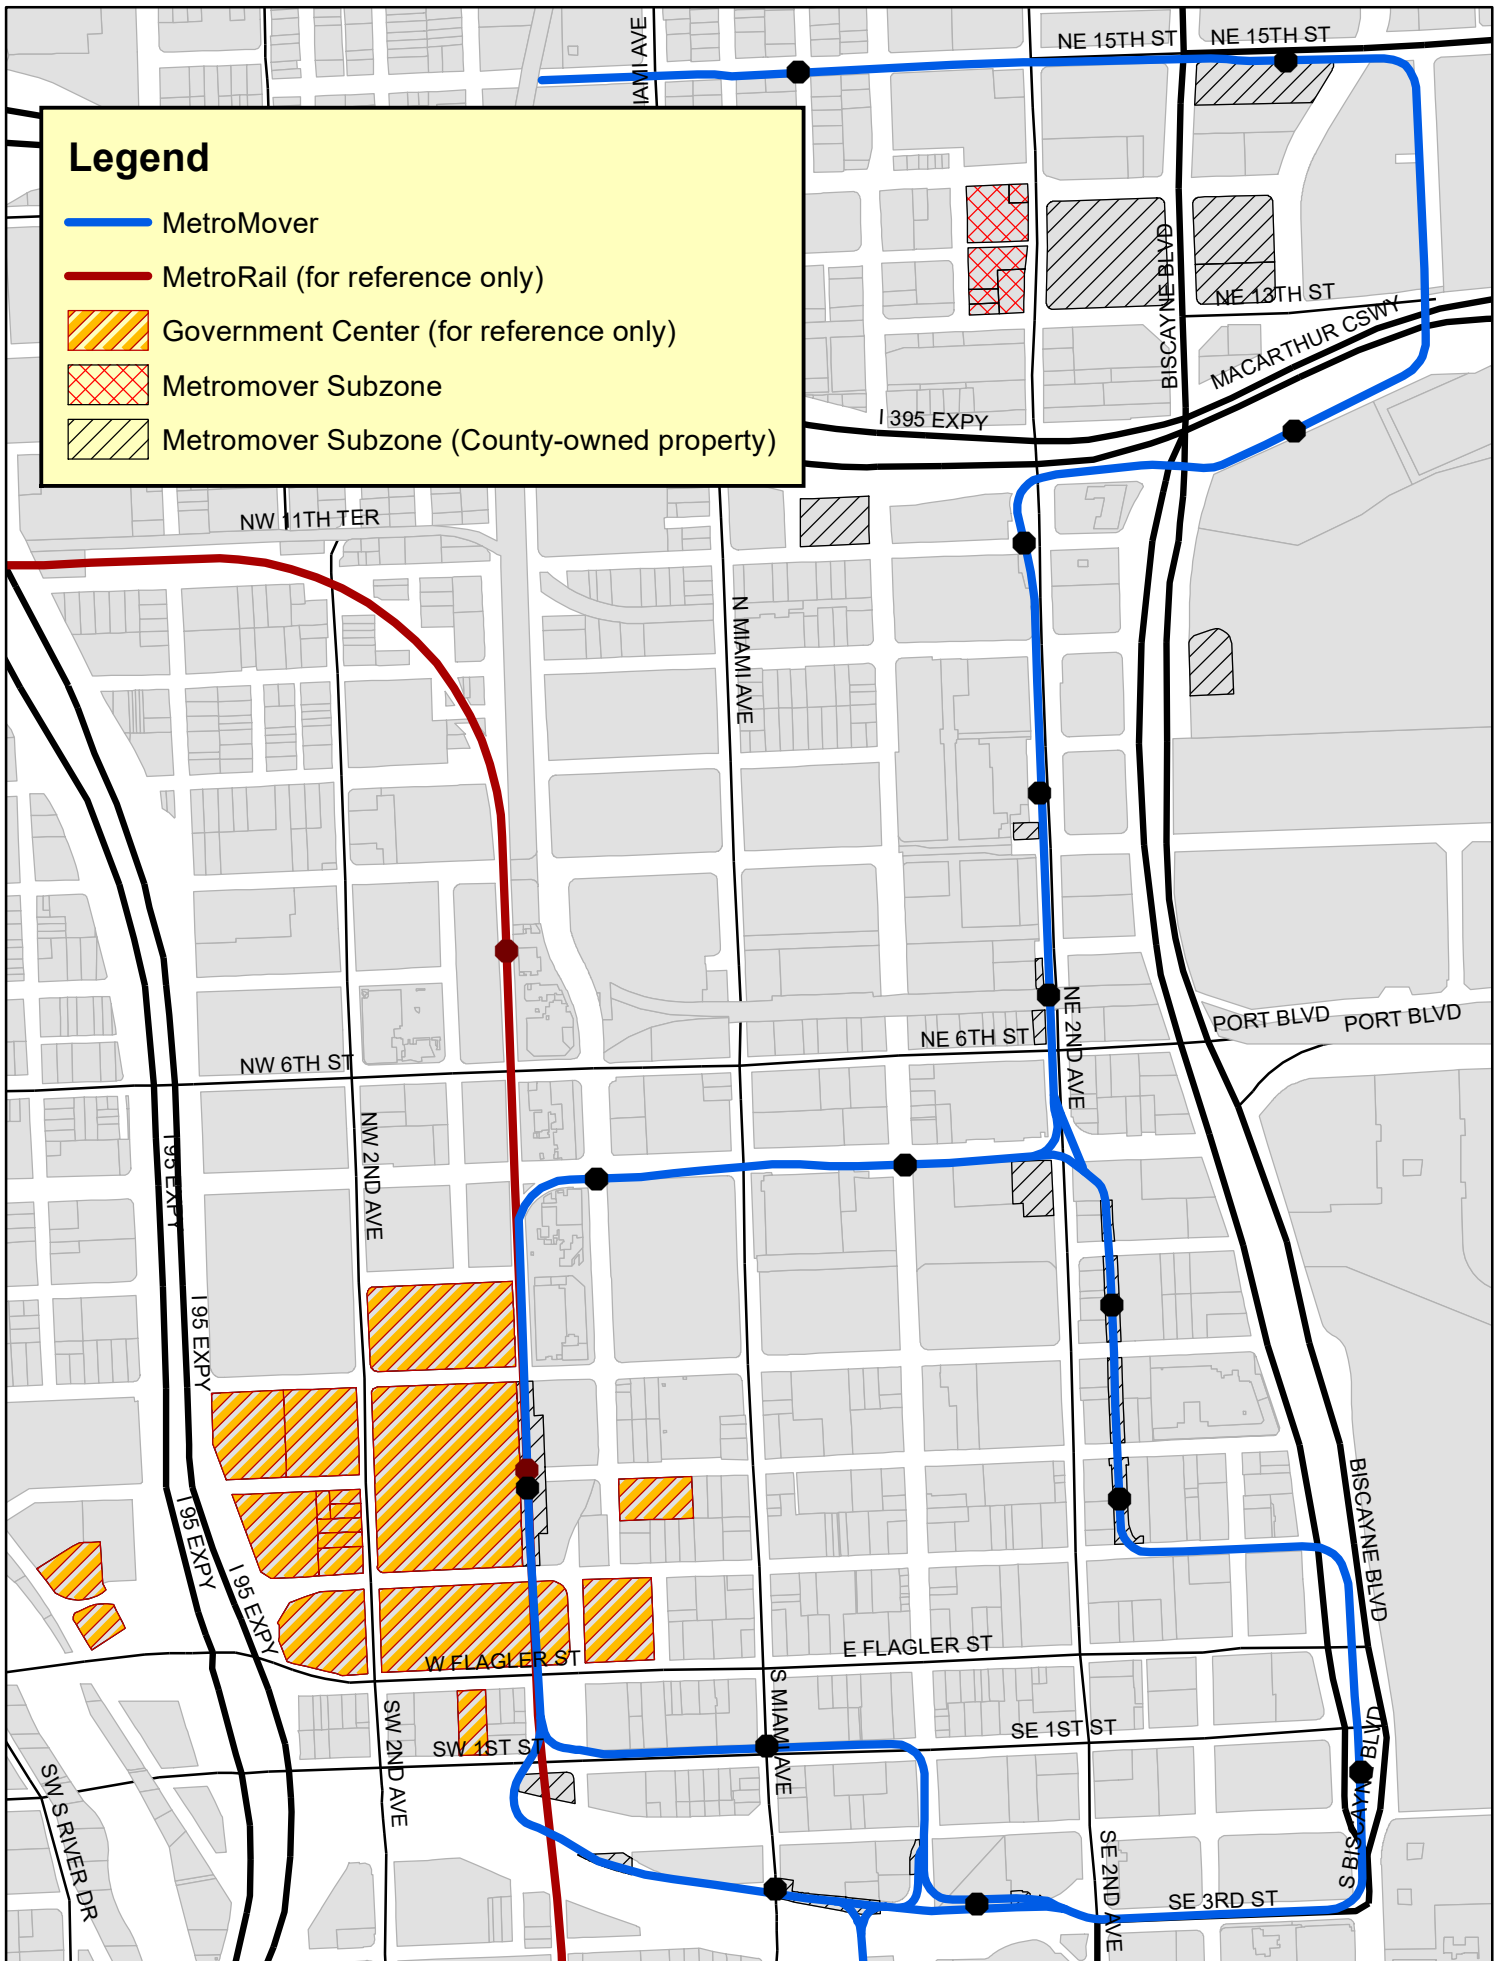 IAMI AVE
NE 15TH ST
NE 15TH ST
Legend
MetroMover
MetroRail (for reference only)
Government Center (for reference only)
Metromover Subzone
Metromover Subzone (County-owned property)
BISCAYNE BLVD
NE 13TH ST
MACARTHUR CSWY
I 395 EXPY
NW 11TH TER
N MIAMI AVE
NE 2ND AVE
PORT BLVD
PORT BLVD
NE 6TH ST
NW 6TH ST
NW 2ND AVE
I 95 EXPY
I 95 EXPY
I 95 EXPY
I 95 EXPY
BISCAYNE BLVD
E FLAGLER ST
W FLAGLER ST
S MIAMI AVE
SE 1ST ST
SW 1ST ST
SW 2ND AVE
S BISCAYNE BLVD
SW S RIVER DR
SE 2ND AVE
SE 3RD ST